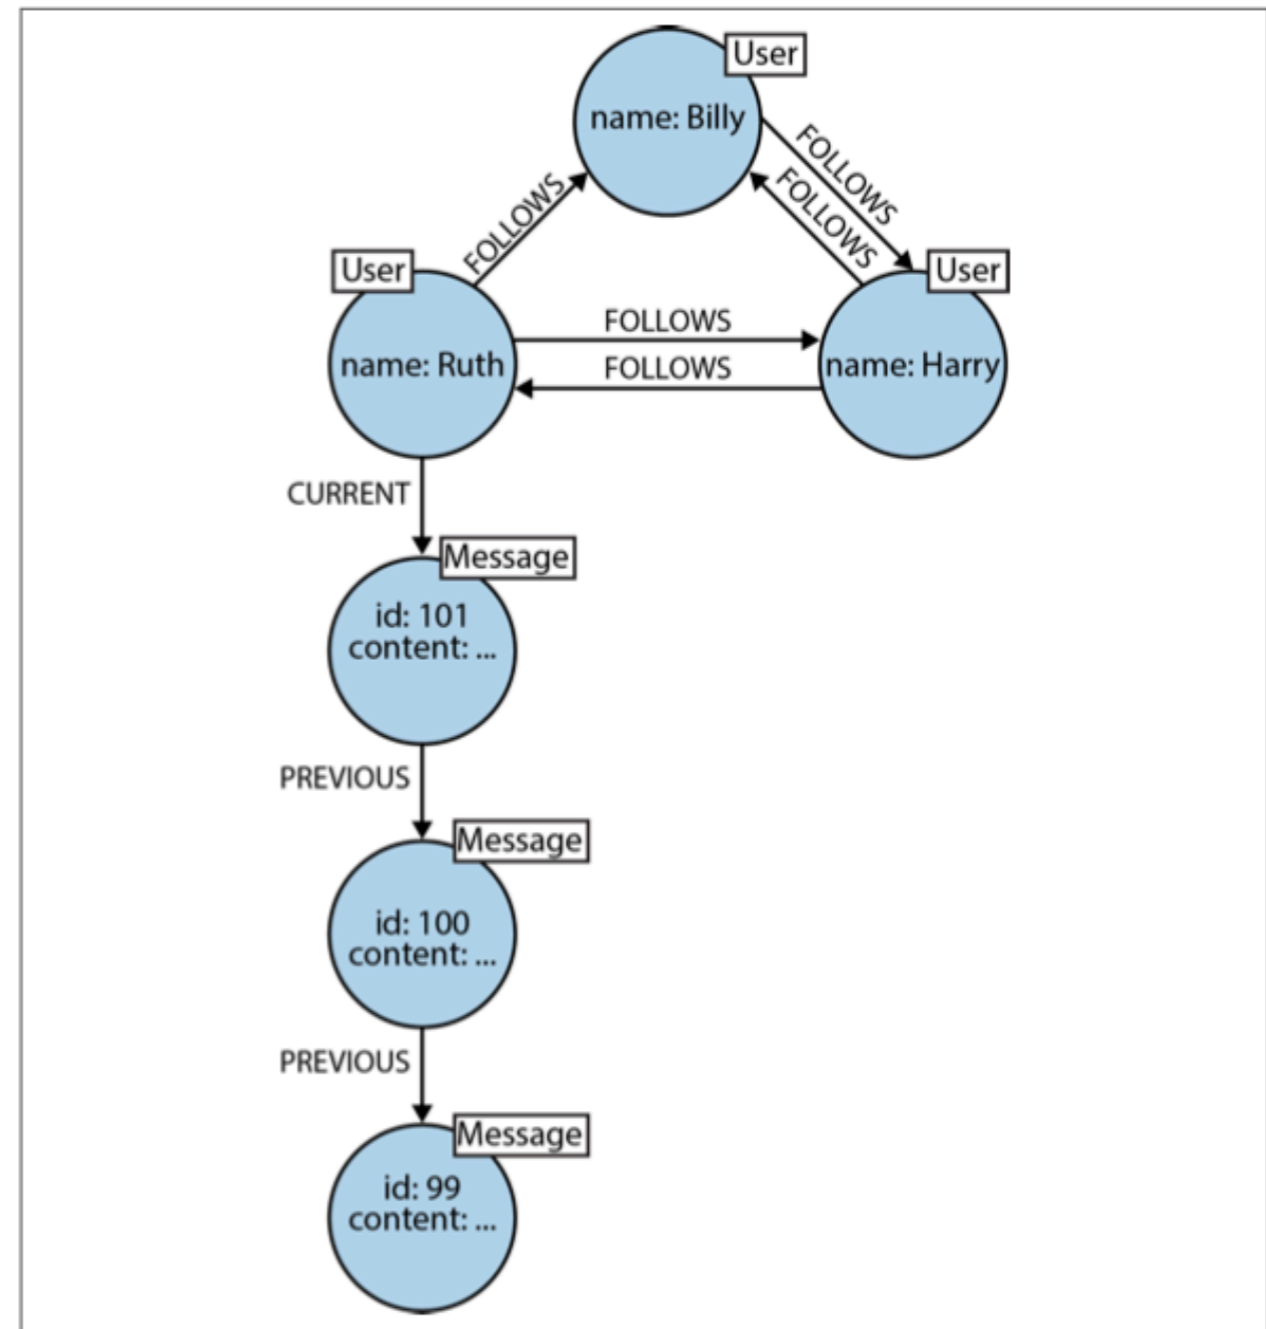 User
name: Billy
FOLLOWS
FOLLOWS
FOLLOWS
User
User
FOLLOWS
name: Ruth
name: Harry
FOLLOWS
CURRENT
Message
id: 101
content: ...
PREVIOUS
Message
id: 100
content: ...
PREVIOUS
Message
id: 99
content: ...